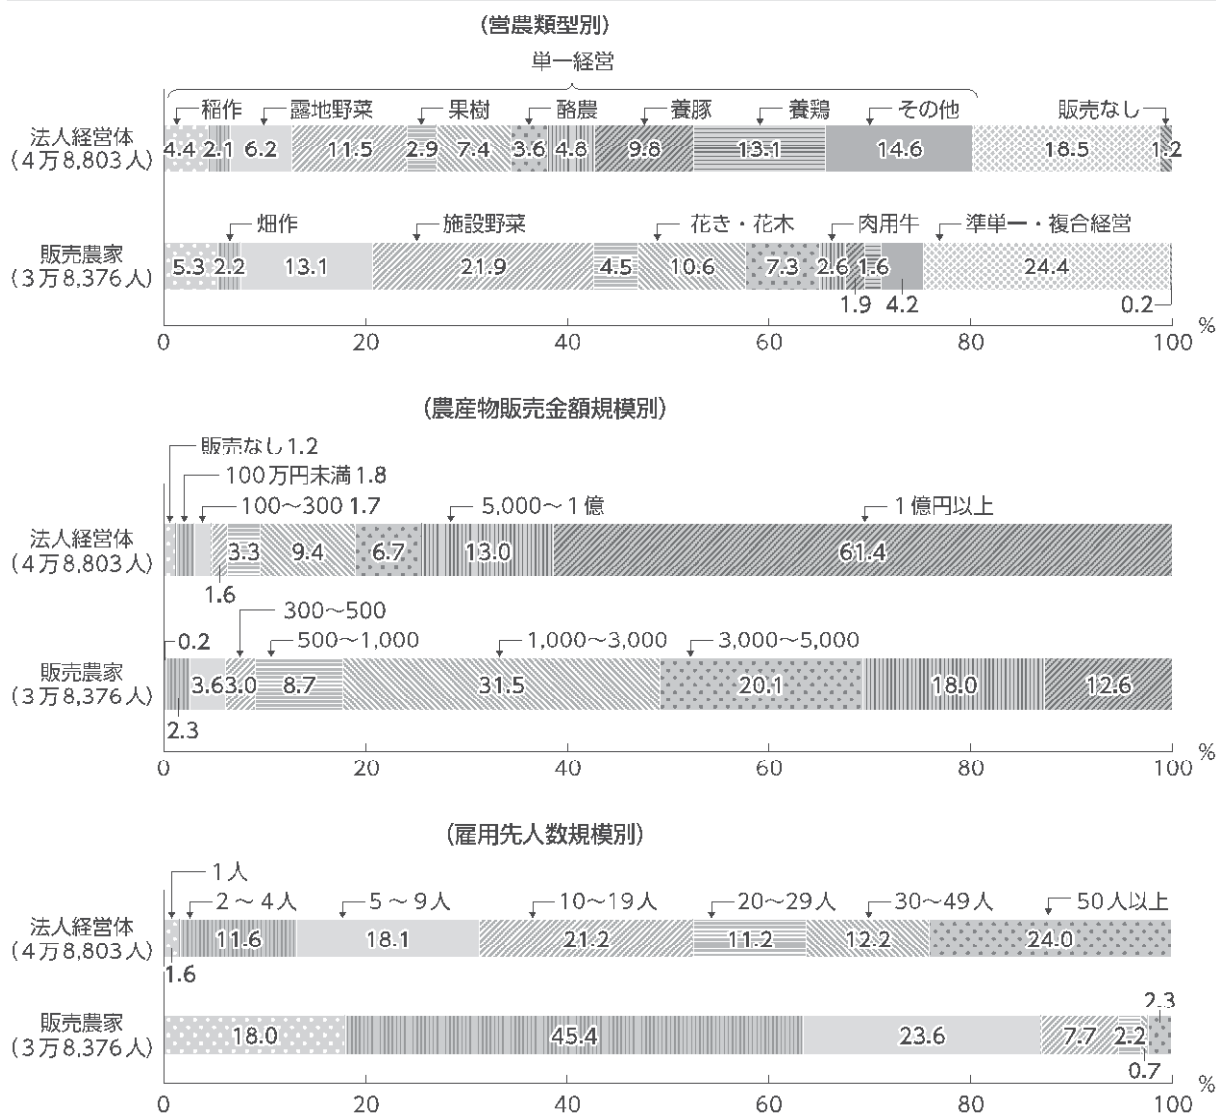 (営農類型別)
単一経営
稲作 露地野菜 果樹 酪農 養豚 養鶏 その他 販売なし
法人経営体
(4万8,803人)
4.4 2.1 6.2 11.5 2.9 7.4 3.6 4.8 9.8 13.1 14.6 18.5 1.2
畑作 施設野菜 花き・花木 肉用牛 準単一・複合経営
販売農家
(3万8,376人)
5.3 2.2 13.1 21.9 4.5 10.6 7.3 2.6 1.6 24.4
1.9 4.2 0.2
0 20 40 60 80 100 %
(農産物販売金額規模別)
販売なし 1.2
100万円未満 1.8
100〜300 1.7 5,000〜1億 1億円以上
法人経営体
(4万8,803人)
3.3 9.4 6.7 13.0 61.4
1.6
300〜500
0.2 500〜1,000 1,000〜3,000 3,000〜5,000
販売農家
(3万8,376人)
3.6 3.0 8.7 31.5 20.1 18.0 12.6
2.3
0 20 40 60 80 100 %
(雇用先人数規模別)
1人
2〜4人 5〜9人 10〜19人 20〜29人 30〜49人 50人以上
法人経営体
(4万8,803人)
11.6 18.1 21.2 11.2 12.2 24.0
1.6
2.3
販売農家
(3万8,376人)
18.0 45.4 23.6 7.7 2.2
0.7
0 20 40 60 80 100 %